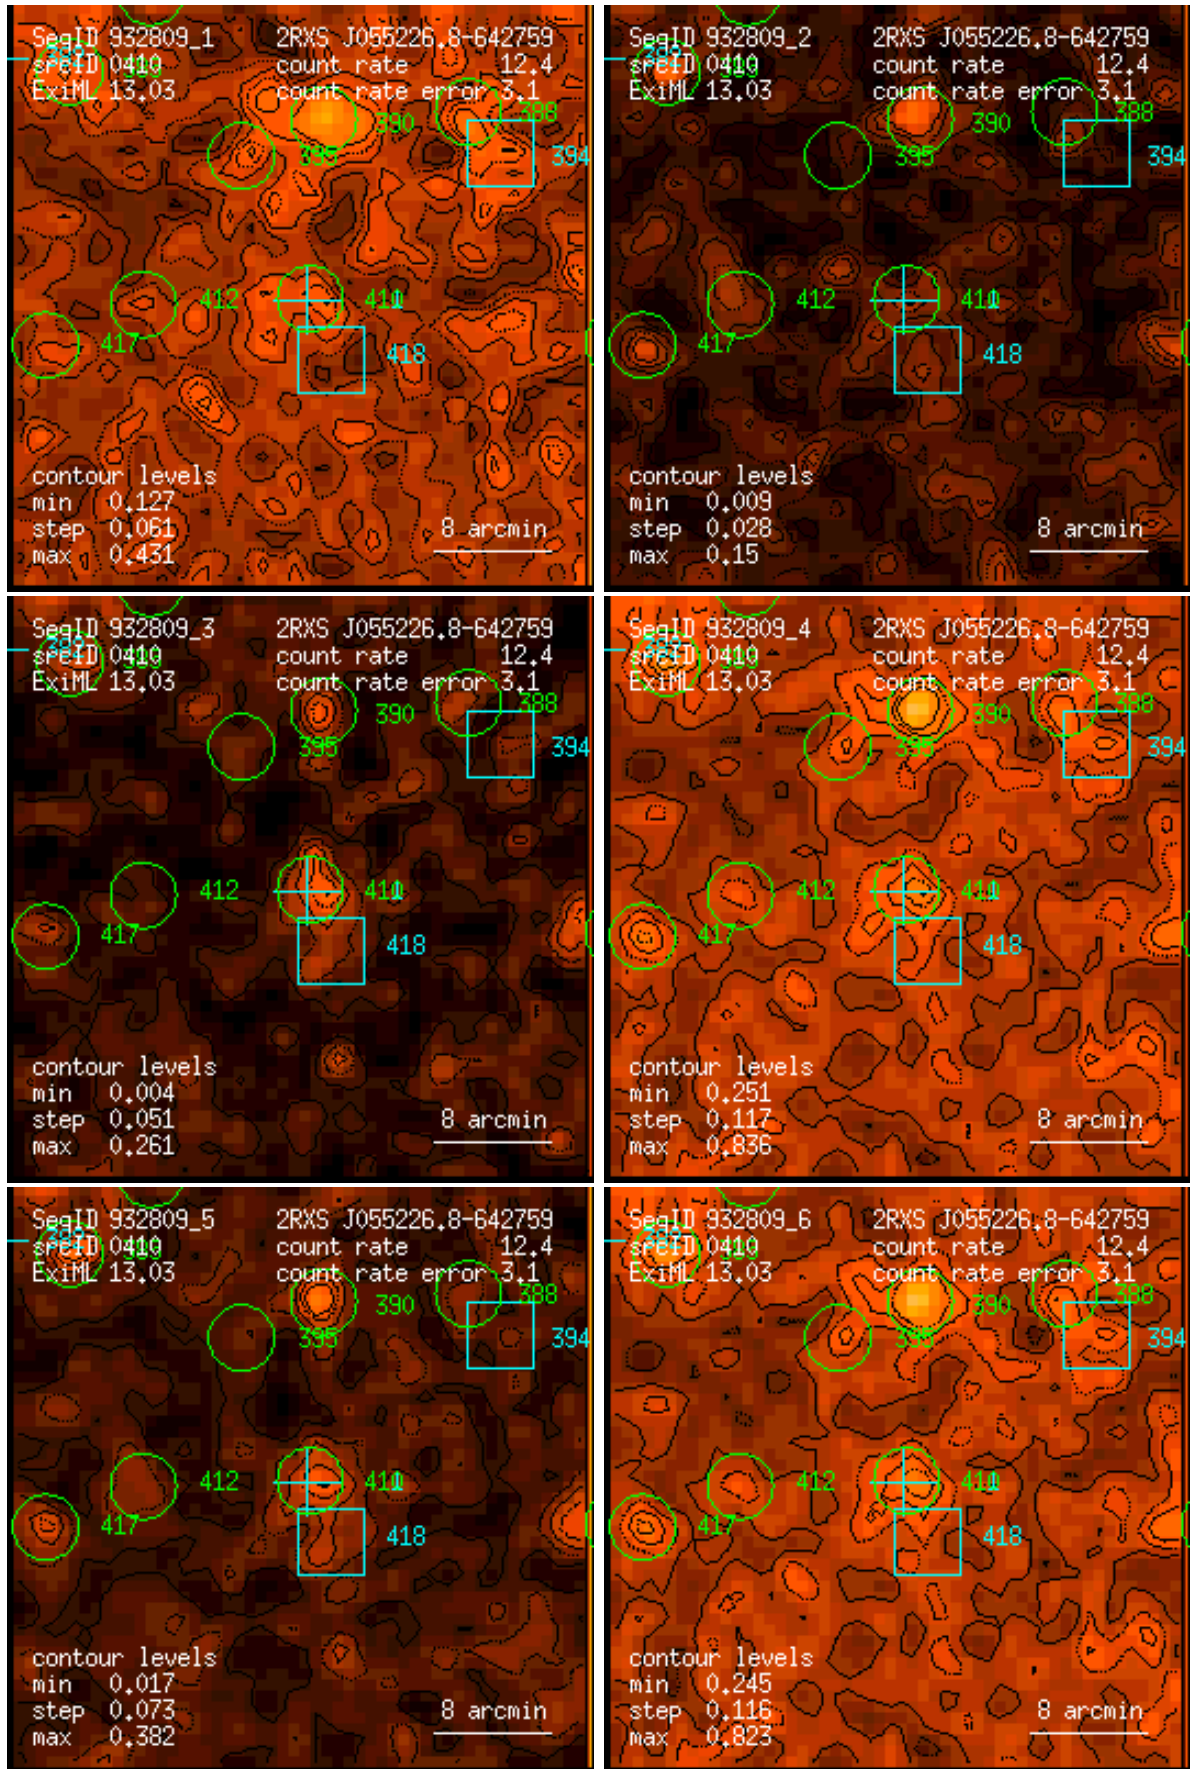 SegID 932809_1 2RXS J055226.8-642759
srcID 0410 count rate 12.4
ExiML 13.03 count rate error 3.1
388
390
395
394
412
418
417
contour levels
min 0.127
step 0.061
max 0.431
8 arcmin
SegID 932809_2 2RXS J055226.8-642759
srcID 0410 count rate 12.4
ExiML 13.03 count rate error 3.1
388
390
395
394
412
418
417
contour levels
min 0.009
step 0.028
max 0.15
8 arcmin
SegID 932809_3 2RXS J055226.8-642759
srcID 0410 count rate 12.4
ExiML 13.03 count rate error 3.1
388
390
395
394
412
417
418
contour levels
min 0.004
step 0.051
max 0.261
8 arcmin
SegID 932809_4 2RXS J055226.8-642759
srcID 0410 count rate 12.4
ExiML 13.03 count rate error 3.1
388
390
395
394
412
417
418
contour levels
min 0.251
step 0.117
max 0.836
8 arcmin
SegID 932809_5 2RXS J055226.8-642759
srcID 0410 count rate 12.4
ExiML 13.03 count rate error 3.1
388
390
395
394
412
417
418
contour levels
min 0.017
step 0.073
max 0.382
8 arcmin
SegID 932809_6 2RXS J055226.8-642759
srcID 0410 count rate 12.4
ExiML 13.03 count rate error 3.1
388
390
395
394
412
417
418
contour levels
min 0.245
step 0.116
max 0.823
8 arcmin